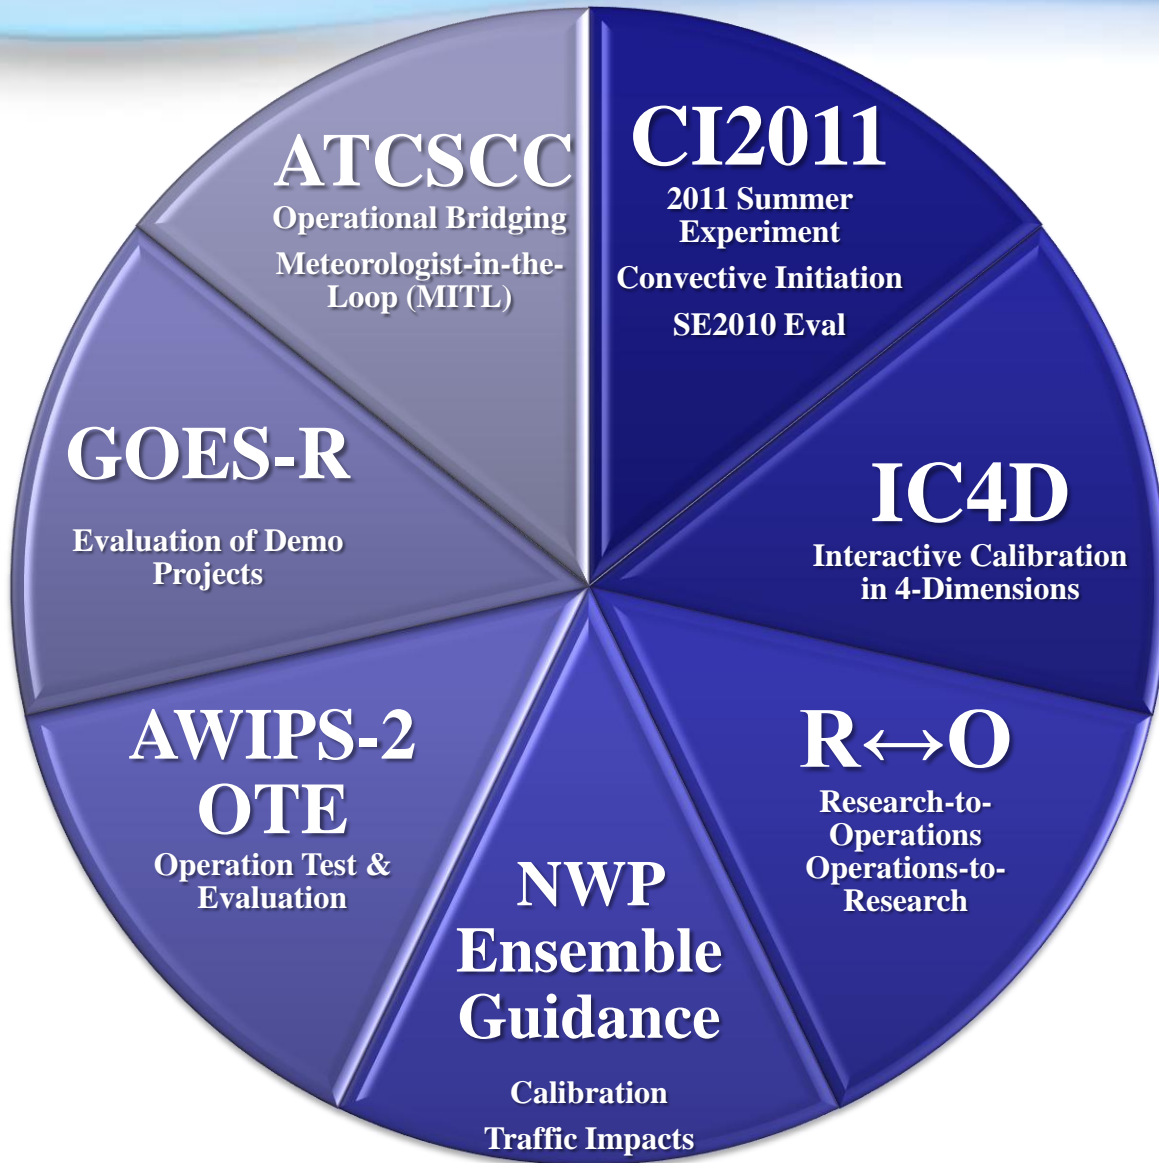 CI2011
2011 Summer
Experiment
Convective Initiation
SE2010 Eval
IC4D
Interactive Calibration
in 4-Dimensions
R↔O
Research-to-
Operations
Operations-to-
Research
NWP
Ensemble
Guidance
Calibration
Traffic Impacts
AWIPS-2
OTE
Operation Test &
Evaluation
GOES-R
Evaluation of Demo
Projects
ATCSCC
Operational Bridging
Meteorologist-in-the-
Loop (MITL)